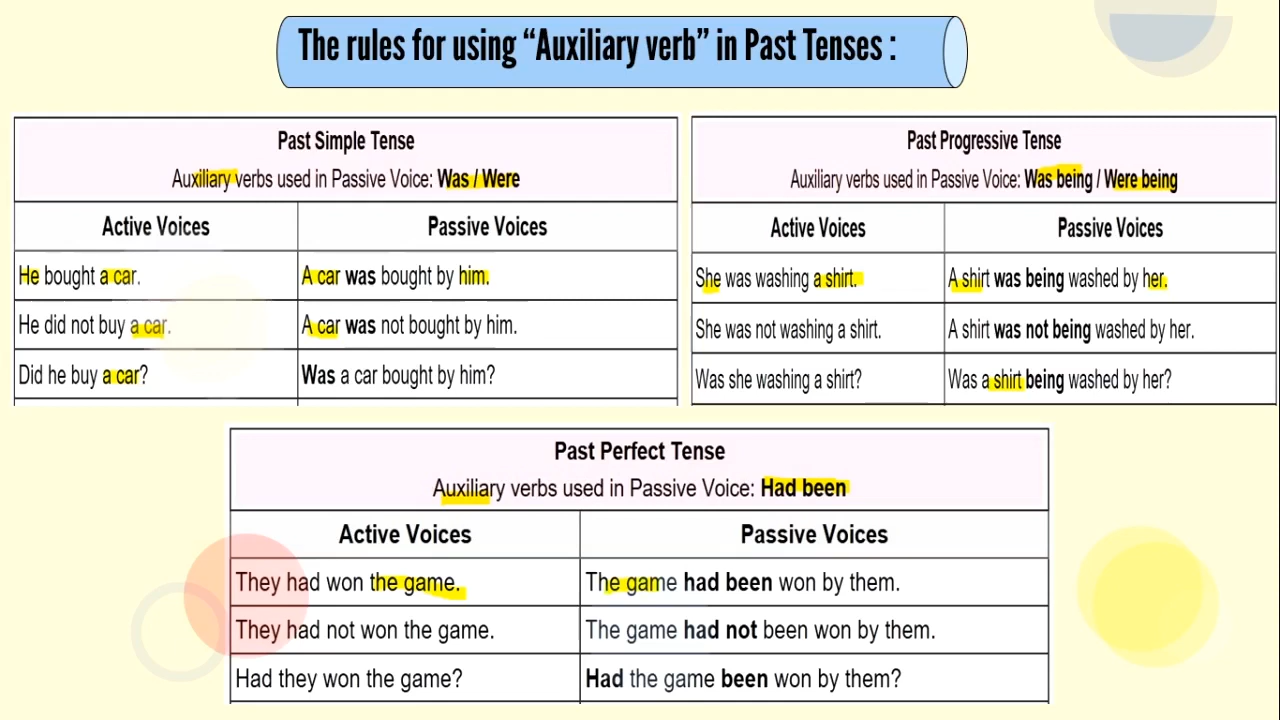 The rules for using “Auxiliary verb” in Past Tenses :
Past Simple Tense
Auxiliary verbs used in Passive Voice: Was / Were
Active Voices
Passive Voices
He bought a car.
A car was bought by him.
He did not buy a car.
A car was not bought by him.
Did he buy a car?
Was a car bought by him?
Past Progressive Tense
Auxiliary verbs used in Passive Voice: Was being / Were being
Active Voices
Passive Voices
She was washing a shirt.
A shirt was being washed by her.
She was not washing a shirt.
A shirt was not being washed by her.
Was she washing a shirt?
Was a shirt being washed by her?
Past Perfect Tense
Auxiliary verbs used in Passive Voice: Had been
Active Voices
Passive Voices
They had won the game.
The game had been won by them.
They had not won the game.
The game had not been won by them.
Had they won the game?
Had the game been won by them?